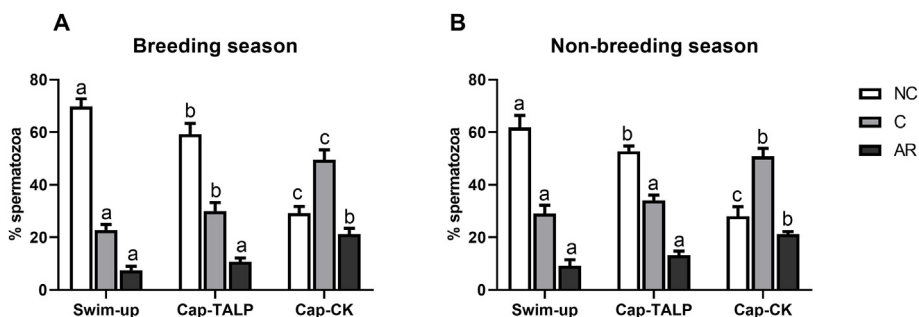 A
Breeding season
% spermatozoa
80
60
40
20
0
a
a
a
b
b
a
c
c
b
Swim-up
Cap-TALP
Cap-CK
B
Non-breeding season
% spermatozoa
80
60
40
20
0
a
a
a
b
a
a
c
b
b
Swim-up
Cap-TALP
Cap-CK
NC
C
AR